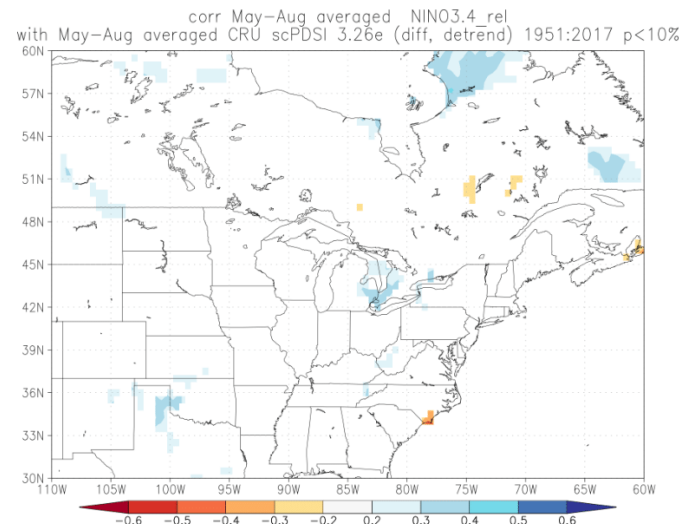 corr May-Aug averaged NINO3.4_rel
with May-Aug averaged CRU scPDSI 3.26e (diff, detrend) 1951:2017 p<10%
60N
57N
54N
51N
48N
45N
42N
39N
36N
33N
30N
110W 105W 100W 95W 90W 85W 80W 75W 70W 65W 60W
-0.6 -0.5 -0.4 -0.3 -0.2 0.2 0.3 0.4 0.5 0.6